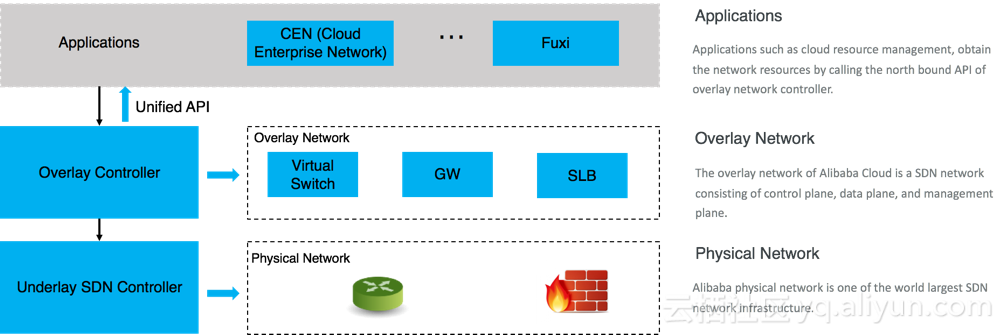 Applications
CEN (Cloud
Enterprise Network)
...
Fuxi
Unified API
Overlay Controller
Overlay Network
Virtual
Switch
GW
SLB
Underlay SDN Controller
Physical Network
Applications
Applications such as cloud resource management, obtain
the network resources by calling the north bound API of
overlay network controller.
Overlay Network
The overlay network of Alibaba Cloud is a SDN network
consisting of control plane, data plane, and management
plane.
Physical Network
Alibaba physical network is one of the world largest SDN
network infrastructure.
云栖社区 yq.aliyun.com